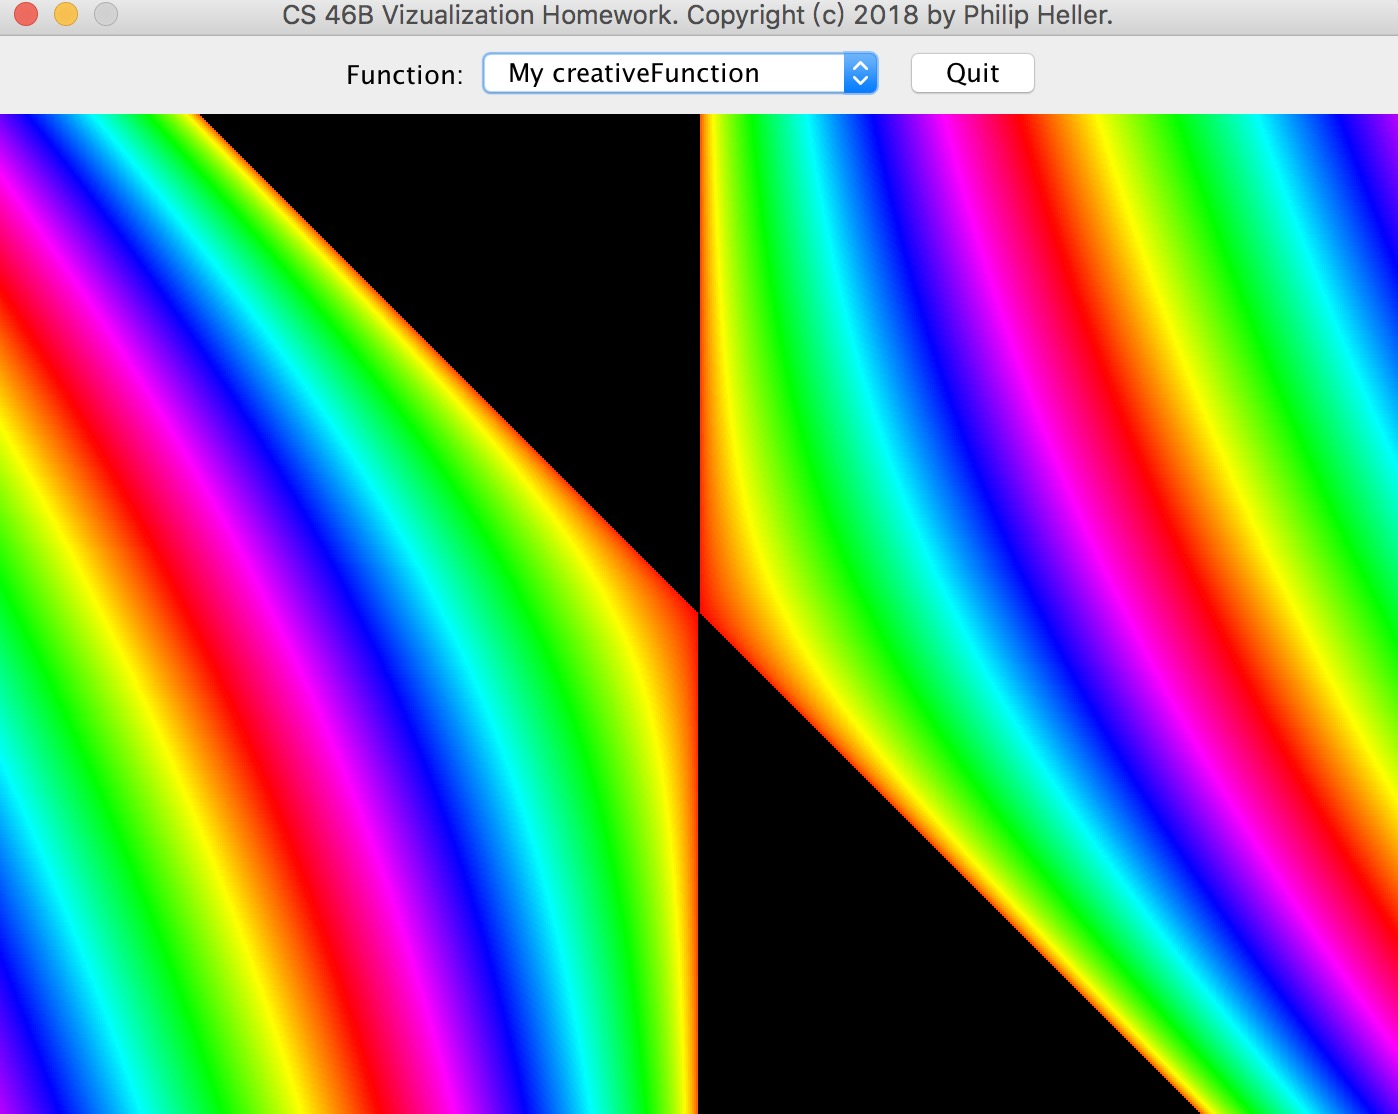 CS 46B Vizualization Homework. Copyright (c) 2018 by Philip Heller.
Function: My creativeFunction Quit